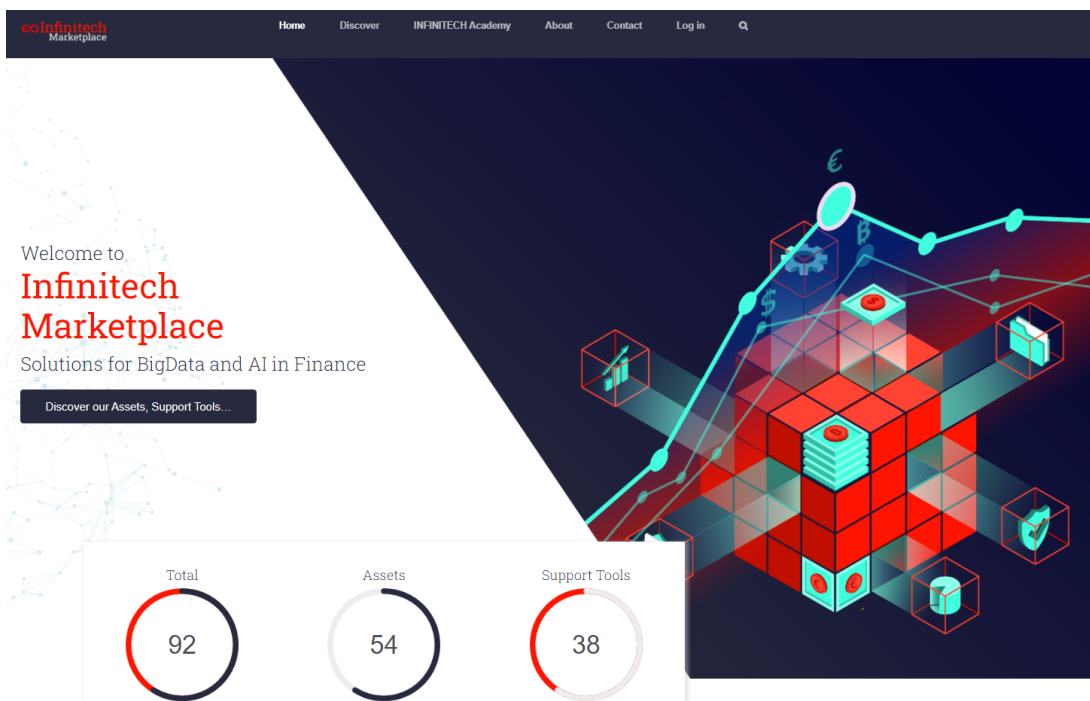 Infinitech
Marketplace
Home Discover INFINITECH Academy About Contact Log in
€
฿
$
Welcome to
Infinitech
Marketplace
Solutions for BigData and AI in Finance
Discover our Assets, Support Tools...
Total Assets Support Tools
92 54 38